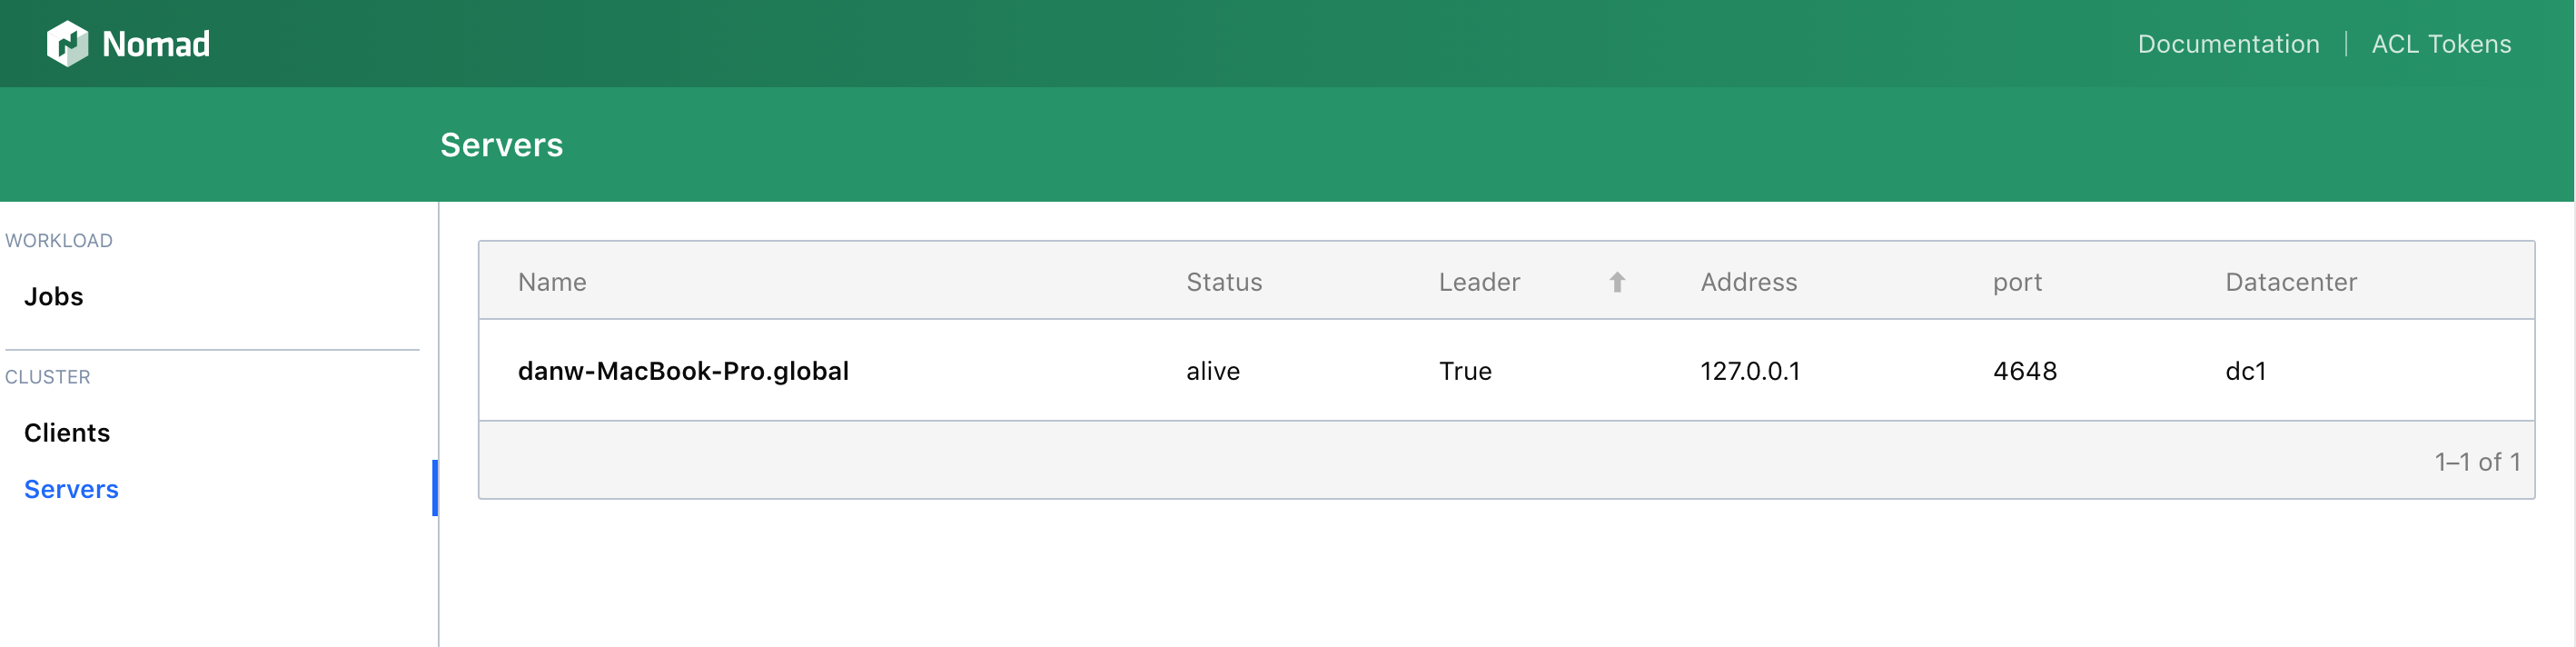 Nomad
Documentation
ACL Tokens
Servers
WORKLOAD
Jobs
CLUSTER
Clients
Servers
Name Status Leader Address port Datacenter
danw-MacBook-Pro.global alive True 127.0.0.1 4648 dc1
1–1 of 1